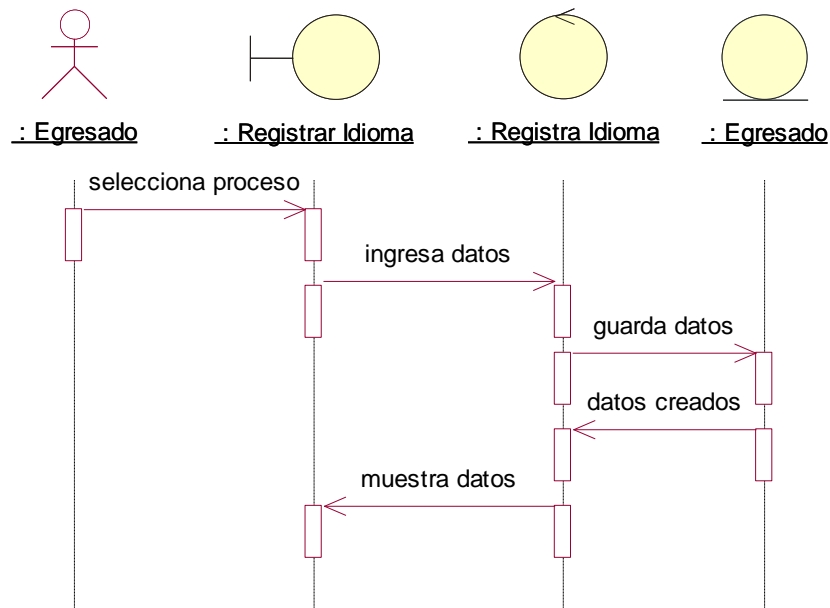 : Egresado
: Registrar Idioma
: Registra Idioma
: Egresado
selecciona proceso
ingresa datos
guarda datos
datos creados
muestra datos